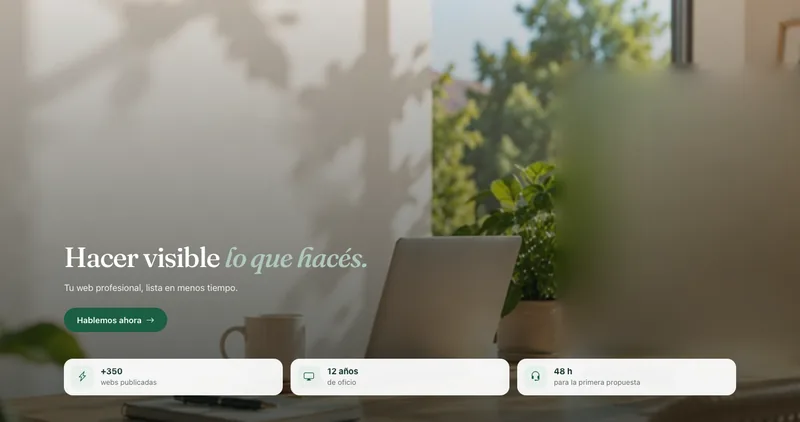 Hacer visible lo que hacés.
Tu web profesional, lista en menos tiempo.
Hablemos ahora →
+350
webs publicadas
12 años
de oficio
48 h
para la primera propuesta